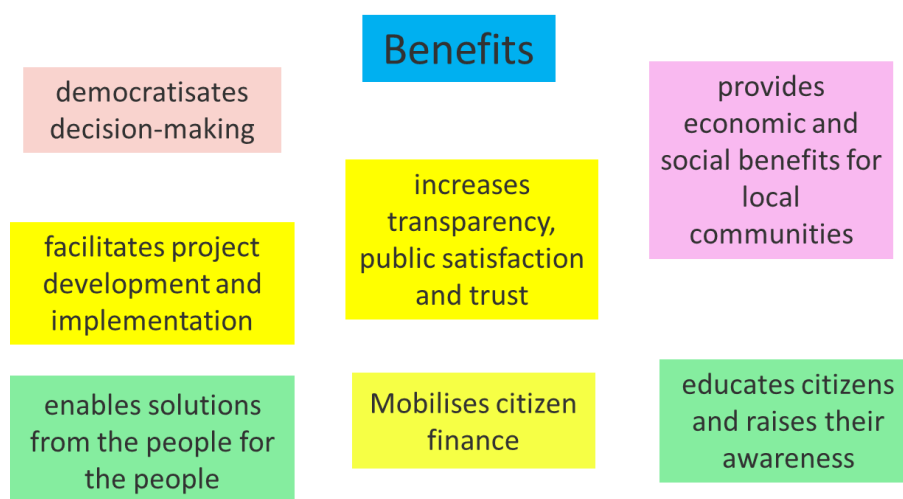 Benefits
democratisates
decision-making
provides
economic and
social benefits for
local
communities
increases
transparency,
public satisfaction
and trust
facilitates project
development and
implementation
enables solutions
from the people for
the people
Mobilises citizen
finance
educates citizens
and raises their
awareness